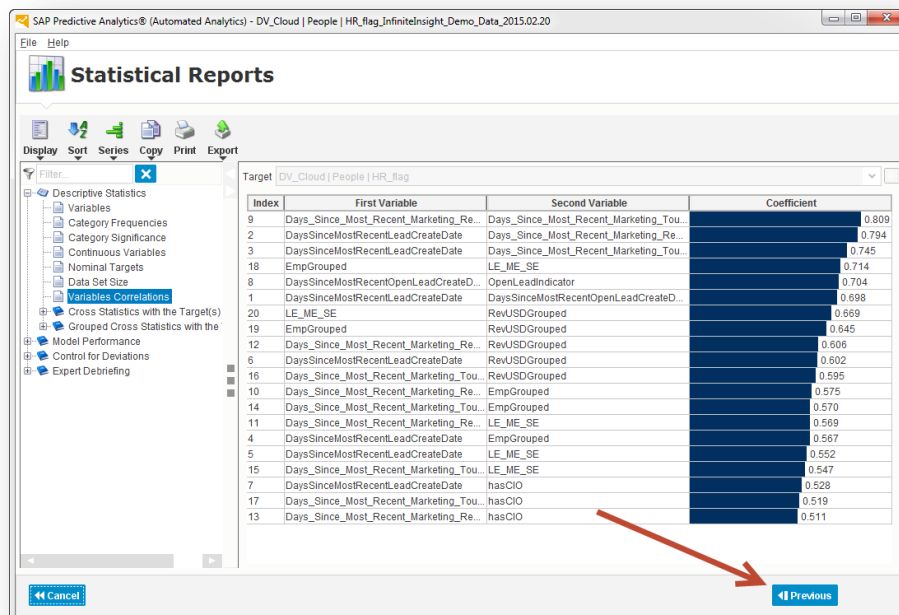 SAP Predictive Analytics® (Automated Analytics) - DV_Cloud | People | HR_flag_InfiniteInsight_Demo_Data_2015.02.20
File Help
Statistical Reports
Display Sort Series Copy Print Export
Filter...
Target DV_Cloud | People | HR_flag
Descriptive Statistics
Variables
Category Frequencies
Category Significance
Continuous Variables
Nominal Targets
Data Set Size
Variables Correlations
Cross Statistics with the Target(s)
Grouped Cross Statistics with the
Model Performance
Control for Deviations
Expert Debriefing
Index First Variable Second Variable Coefficient
9 Days_Since_Most_Recent_Marketing_Re... Days_Since_Most_Recent_Marketing_Tou... 0.809
2 DaysSinceMostRecentLeadCreateDate Days_Since_Most_Recent_Marketing_Re... 0.794
3 DaysSinceMostRecentLeadCreateDate Days_Since_Most_Recent_Marketing_Tou... 0.745
18 EmpGrouped LE_ME_SE 0.714
8 DaysSinceMostRecentOpenLeadCreateD... OpenLeadIndicator 0.704
1 DaysSinceMostRecentLeadCreateDate DaysSinceMostRecentOpenLeadCreateD... 0.698
20 LE_ME_SE RevUSDGrouped 0.669
19 EmpGrouped RevUSDGrouped 0.645
12 Days_Since_Most_Recent_Marketing_Re... RevUSDGrouped 0.606
6 DaysSinceMostRecentLeadCreateDate RevUSDGrouped 0.602
16 Days_Since_Most_Recent_Marketing_Tou... RevUSDGrouped 0.595
10 Days_Since_Most_Recent_Marketing_Re... EmpGrouped 0.575
14 Days_Since_Most_Recent_Marketing_Tou... EmpGrouped 0.570
11 Days_Since_Most_Recent_Marketing_Re... LE_ME_SE 0.569
4 DaysSinceMostRecentLeadCreateDate EmpGrouped 0.567
5 DaysSinceMostRecentLeadCreateDate LE_ME_SE 0.552
15 Days_Since_Most_Recent_Marketing_Tou... LE_ME_SE 0.547
7 DaysSinceMostRecentLeadCreateDate hasCIO 0.528
17 Days_Since_Most_Recent_Marketing_Tou... hasCIO 0.519
13 Days_Since_Most_Recent_Marketing_Re... hasCIO 0.511
Cancel
Previous